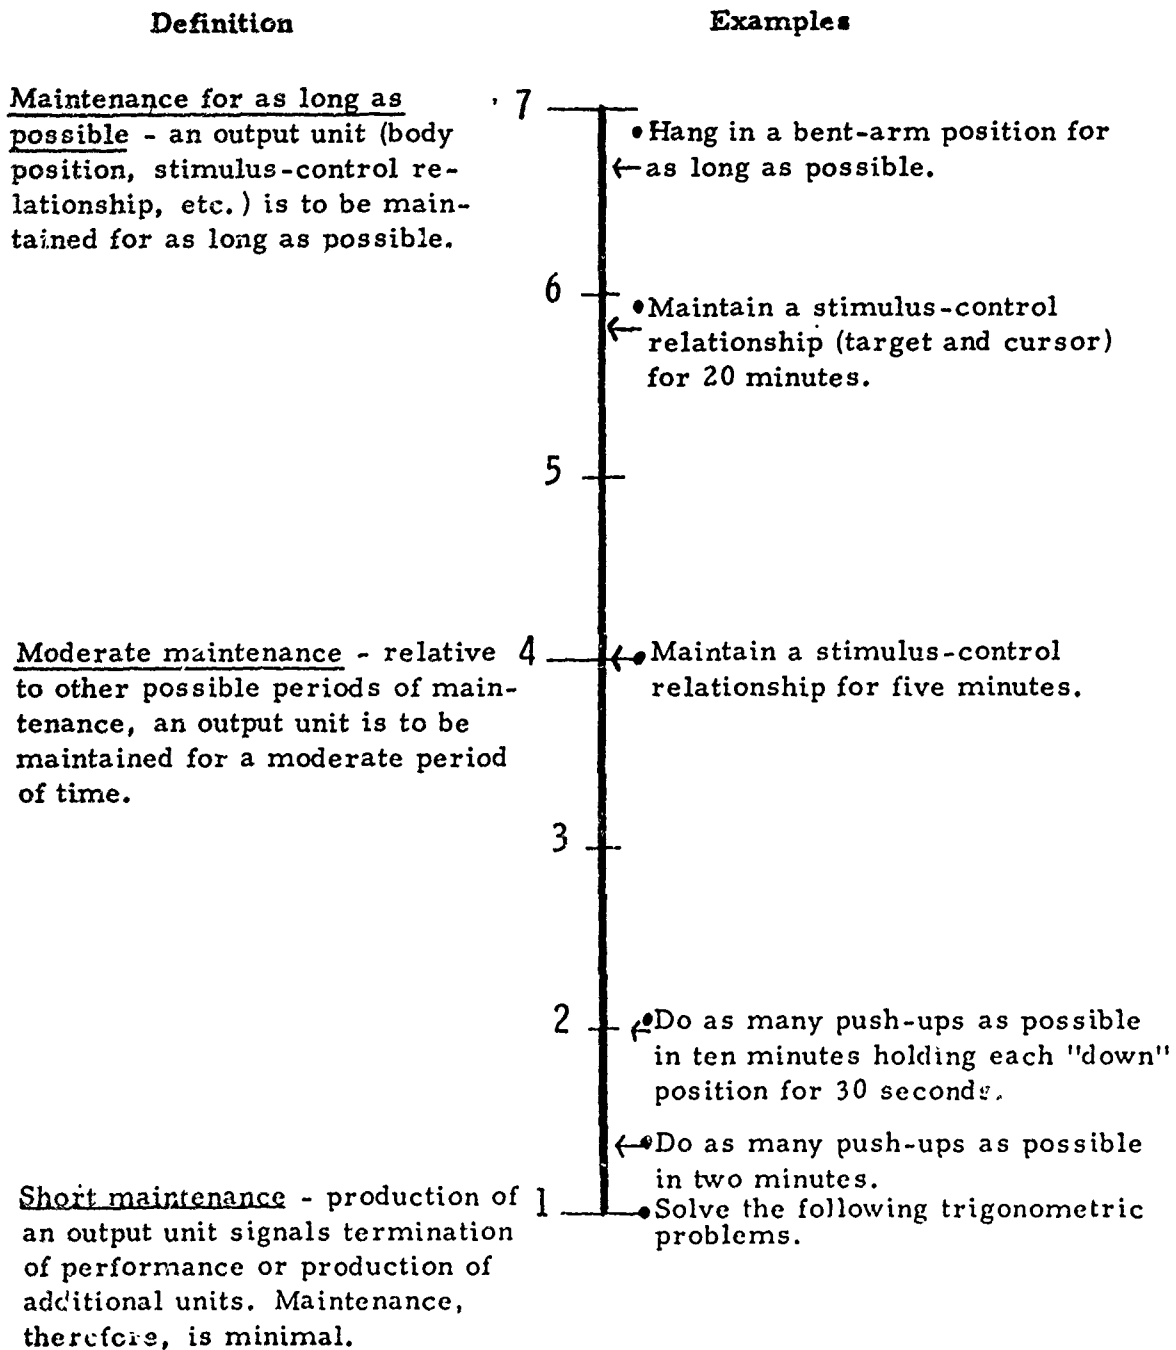 Definition
Examples
Maintenance for as long as
possible - an output unit (body
position, stimulus-control re-
lationship, etc.) is to be main-
tained for as long as possible.
7
Hang in a bent-arm position for
as long as possible.
6
Maintain a stimulus-control
relationship (target and cursor)
for 20 minutes.
5
Moderate maintenance - relative
to other possible periods of main-
tenance, an output unit is to be
maintained for a moderate period
of time.
4
Maintain a stimulus-control
relationship for five minutes.
3
2
Do as many push-ups as possible
in ten minutes holding each "down"
position for 30 seconds.
Do as many push-ups as possible
in two minutes.
Short maintenance - production of
an output unit signals termination
of performance or production of
additional units. Maintenance,
therefore, is minimal.
1
Solve the following trigonometric
problems.